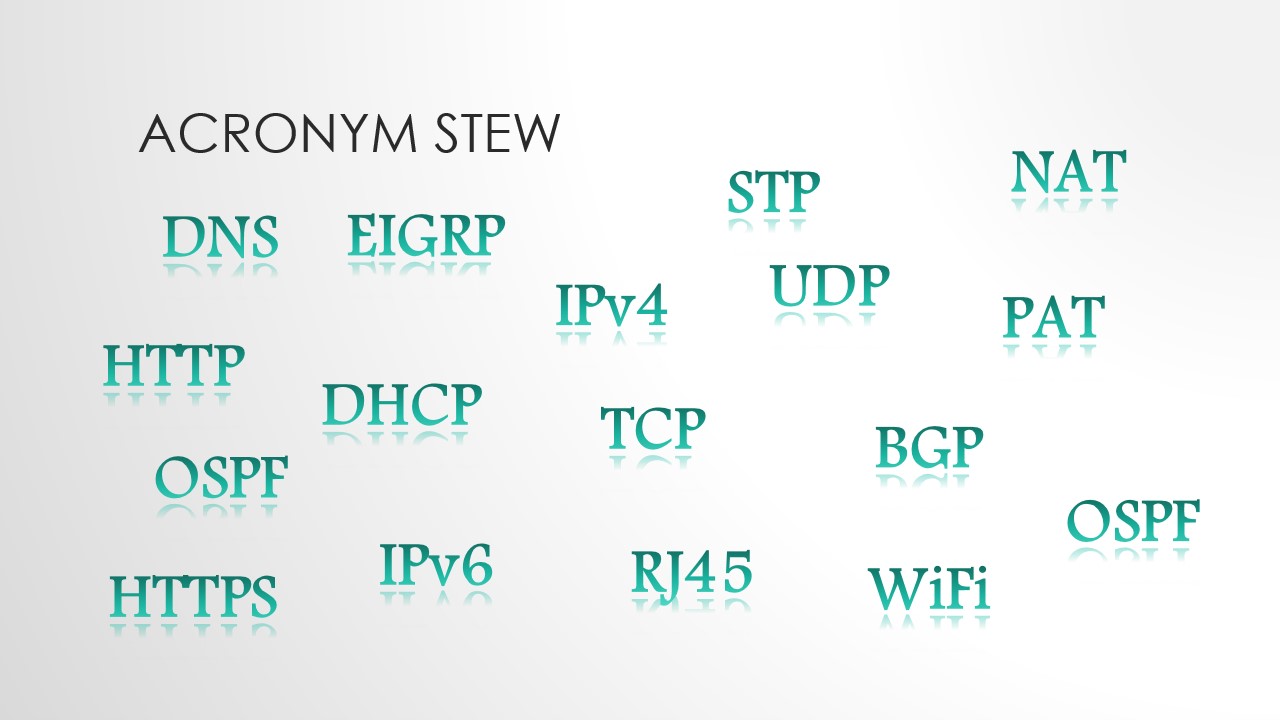 ACRONYM STEW
DNS
EIGRP
STP
NAT
IPv4
UDP
PAT
HTTP
DHCP
TCP
BGP
OSPF
OSPF
HTTPS
IPv6
RJ45
WiFi